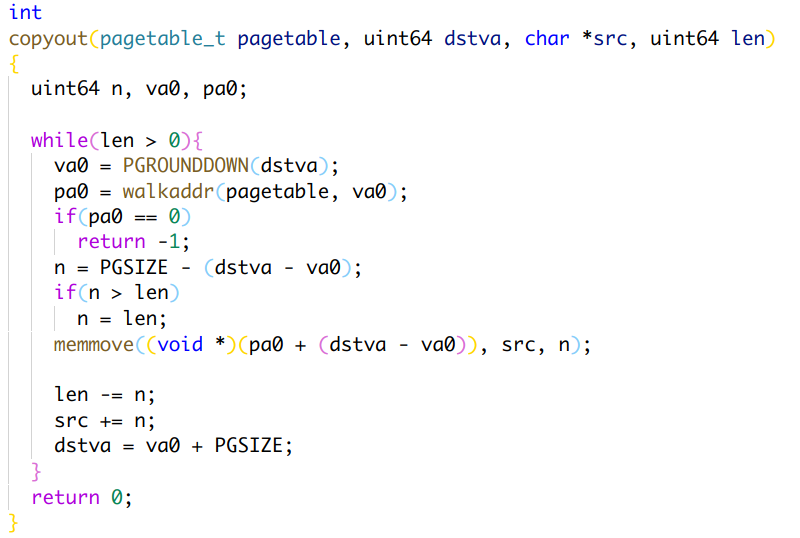 int
copyout(pagetable_t pagetable, uint64 dstva, char *src, uint64 len)
{
  uint64 n, va0, pa0;

  while(len > 0){
    va0 = PGROUNDDOWN(dstva);
    pa0 = walkaddr(pagetable, va0);
    if(pa0 == 0)
      return -1;
    n = PGSIZE - (dstva - va0);
    if(n > len)
      n = len;
    memmove((void *)(pa0 + (dstva - va0)), src, n);

    len -= n;
    src += n;
    dstva = va0 + PGSIZE;
  }
  return 0;
}